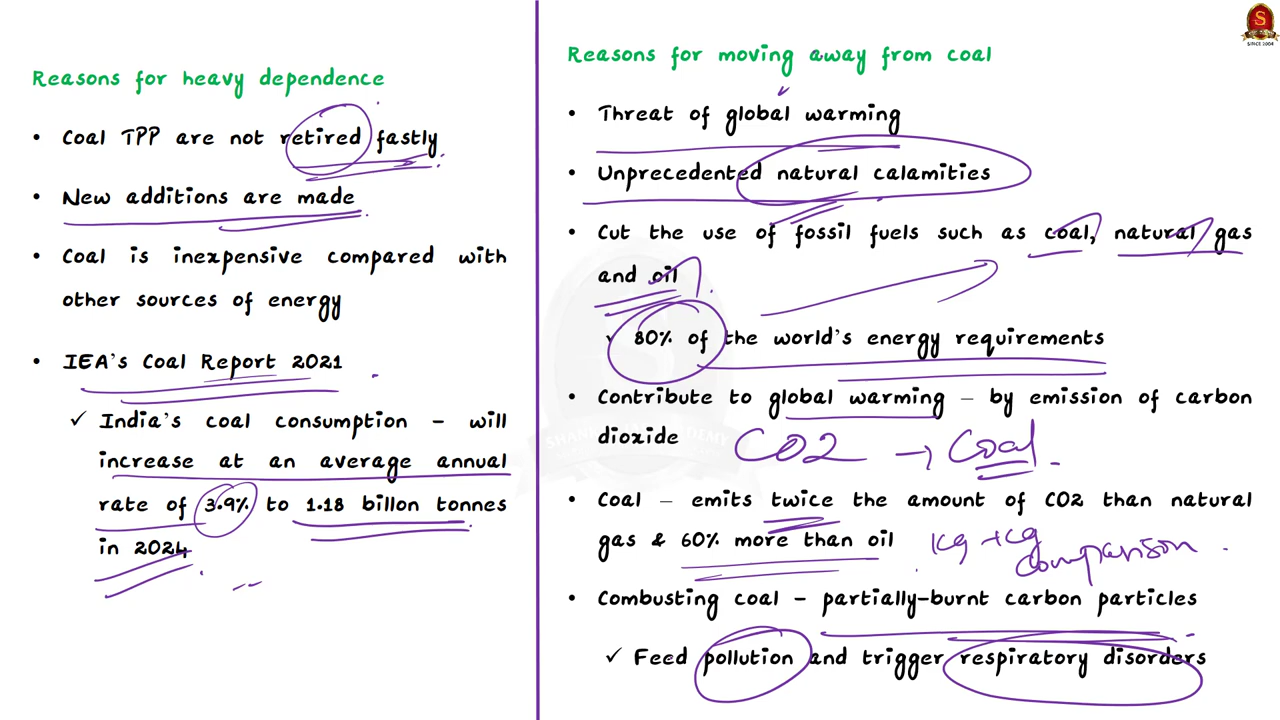 Reasons for heavy dependence
• Coal TPP are not retired fastly
• New additions are made
• Coal is inexpensive compared with
other sources of energy
• IEA's Coal Report 2021
✓ India's coal consumption – will
increase at an average annual
rate of 3.9% to 1.18 billon tonnes
in 2024
Reasons for moving away from coal
• Threat of global warming
• Unprecedented natural calamities
• Cut the use of fossil fuels such as coal, natural gas
and oil
✓ 80% of the world's energy requirements
• Contribute to global warming – by emission of carbon
dioxide
CO2 → Coal
• Coal – emits twice the amount of CO2 than natural
gas & 60% more than oil
Kg → Kg
comparison
• Combusting coal – partially-burnt carbon particles
✓ Feed pollution and trigger respiratory disorders
S
SINCE 2004